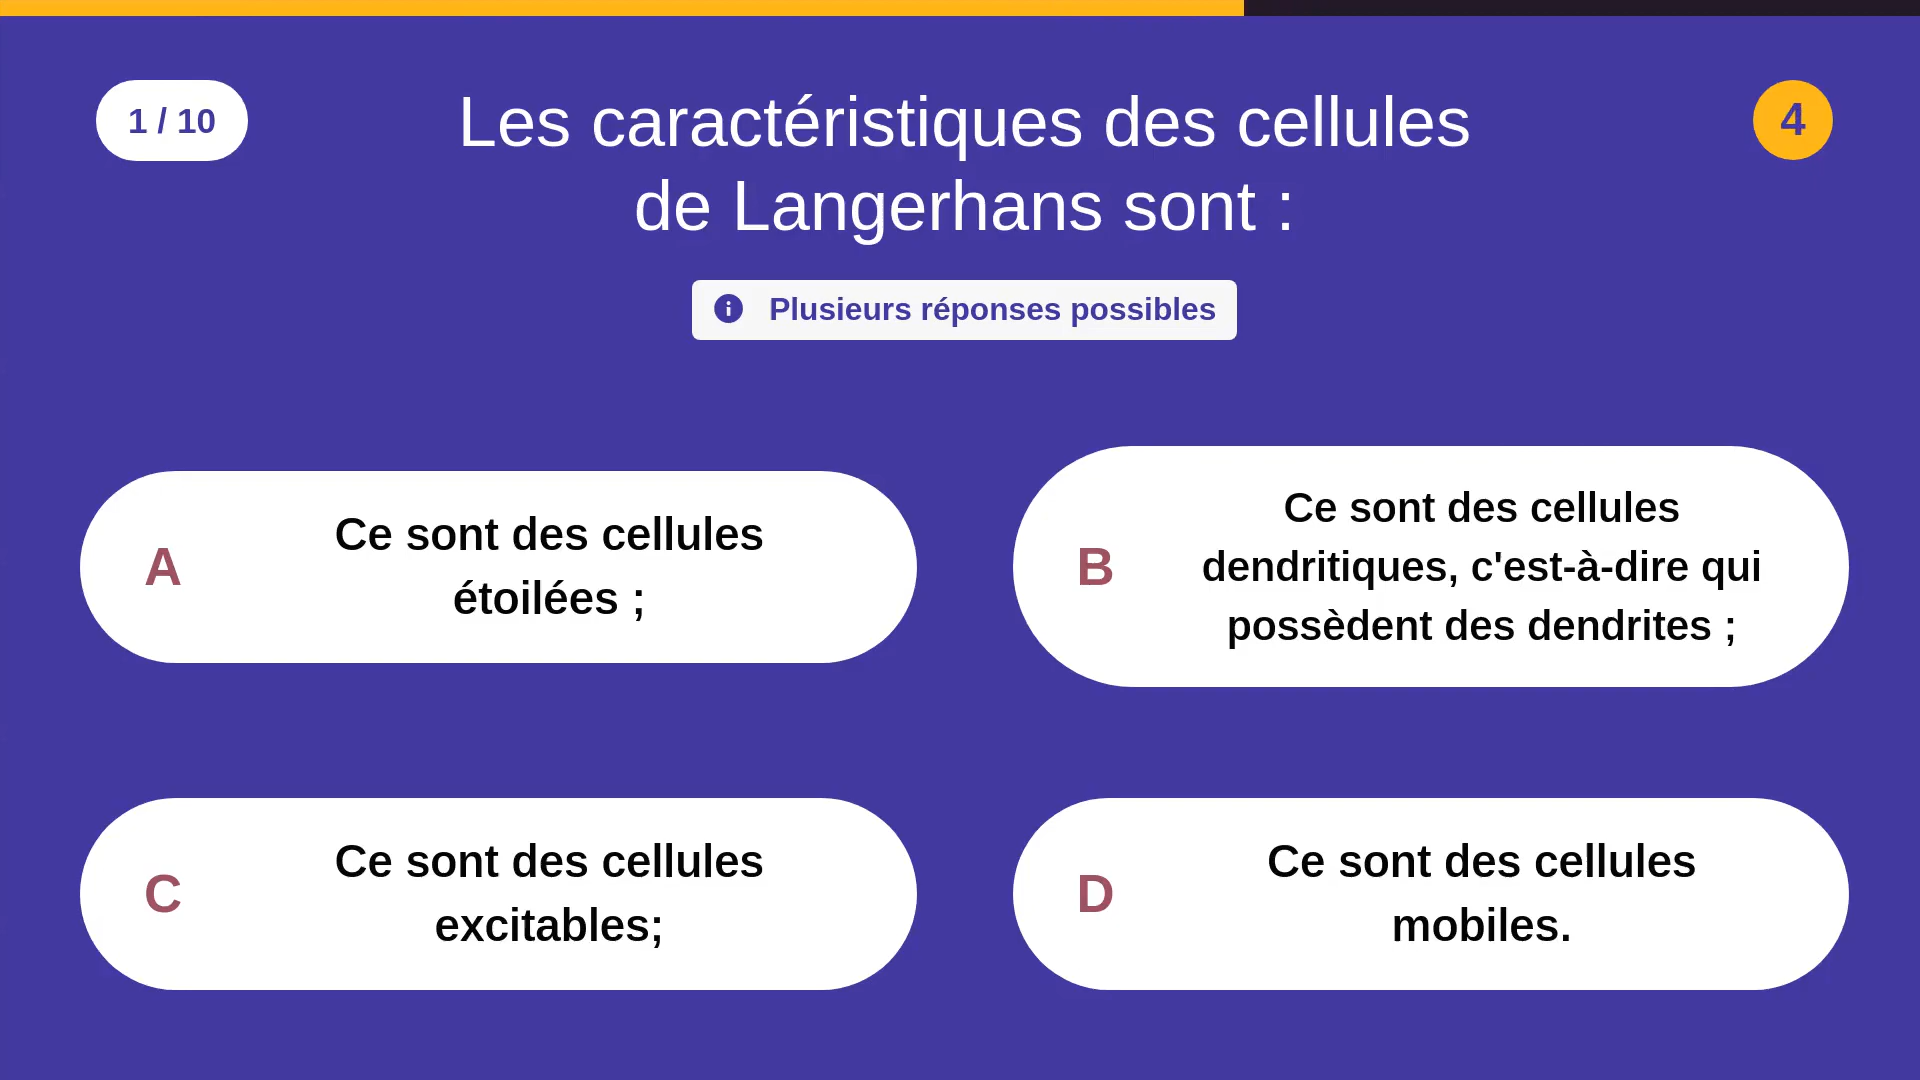 1 / 10
Les caractéristiques des cellules
de Langerhans sont :
4
Plusieurs réponses possibles
A
Ce sont des cellules
étoilées ;
B
Ce sont des cellules
dendritiques, c'est-à-dire qui
possèdent des dendrites ;
C
Ce sont des cellules
excitables;
D
Ce sont des cellules
mobiles.